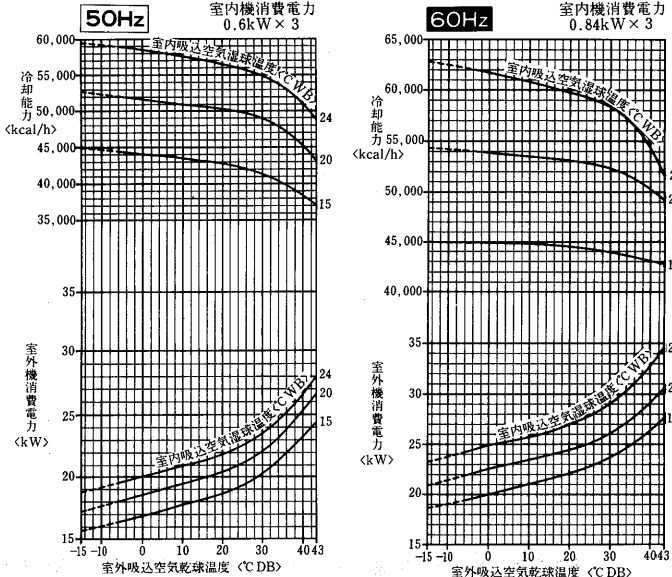 50Hz
室内機消費電力
0.6kW×3
60,000
55,000
50,000
45,000
40,000
35,000
冷却能力
<kcal/h>
室内吸込空気湿球温度<℃WB>
24
20
15
35
30
25
20
15
室外機消費電力
<kW>
室内吸込空気湿球温度<℃WB>
24
20
15
-15 -10 0 10 20 30 40 43
室外吸込空気乾球温度<℃DB>
60Hz
室内機消費電力
0.84kW×3
65,000
60,000
55,000
50,000
45,000
40,000
冷却能力
<kcal/h>
室内吸込空気湿球温度<℃WB>
35
30
25
20
15
室外機消費電力
<kW>
室内吸込空気湿球温度<℃WB>
-15 -10 0 10 20 30 40 43
室外吸込空気乾球温度<℃DB>